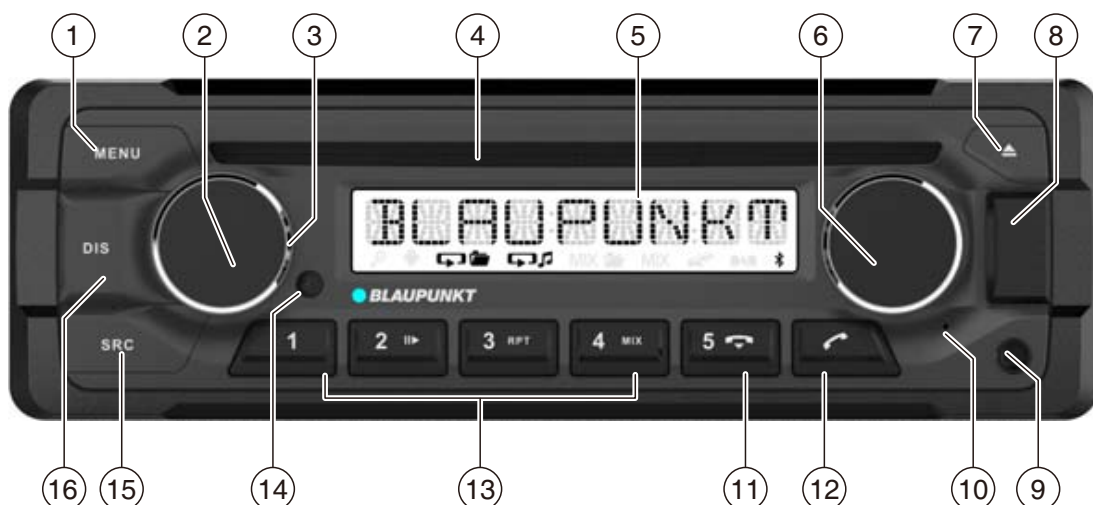 1 2 3 4 5 6 7 8
MENU
BLAUPUNKT
DIS
MIX MIX
BLAUPUNKT
SRC
1 2 3 RPT 4 MIX 5
16 15 14 13 11 12 10 9